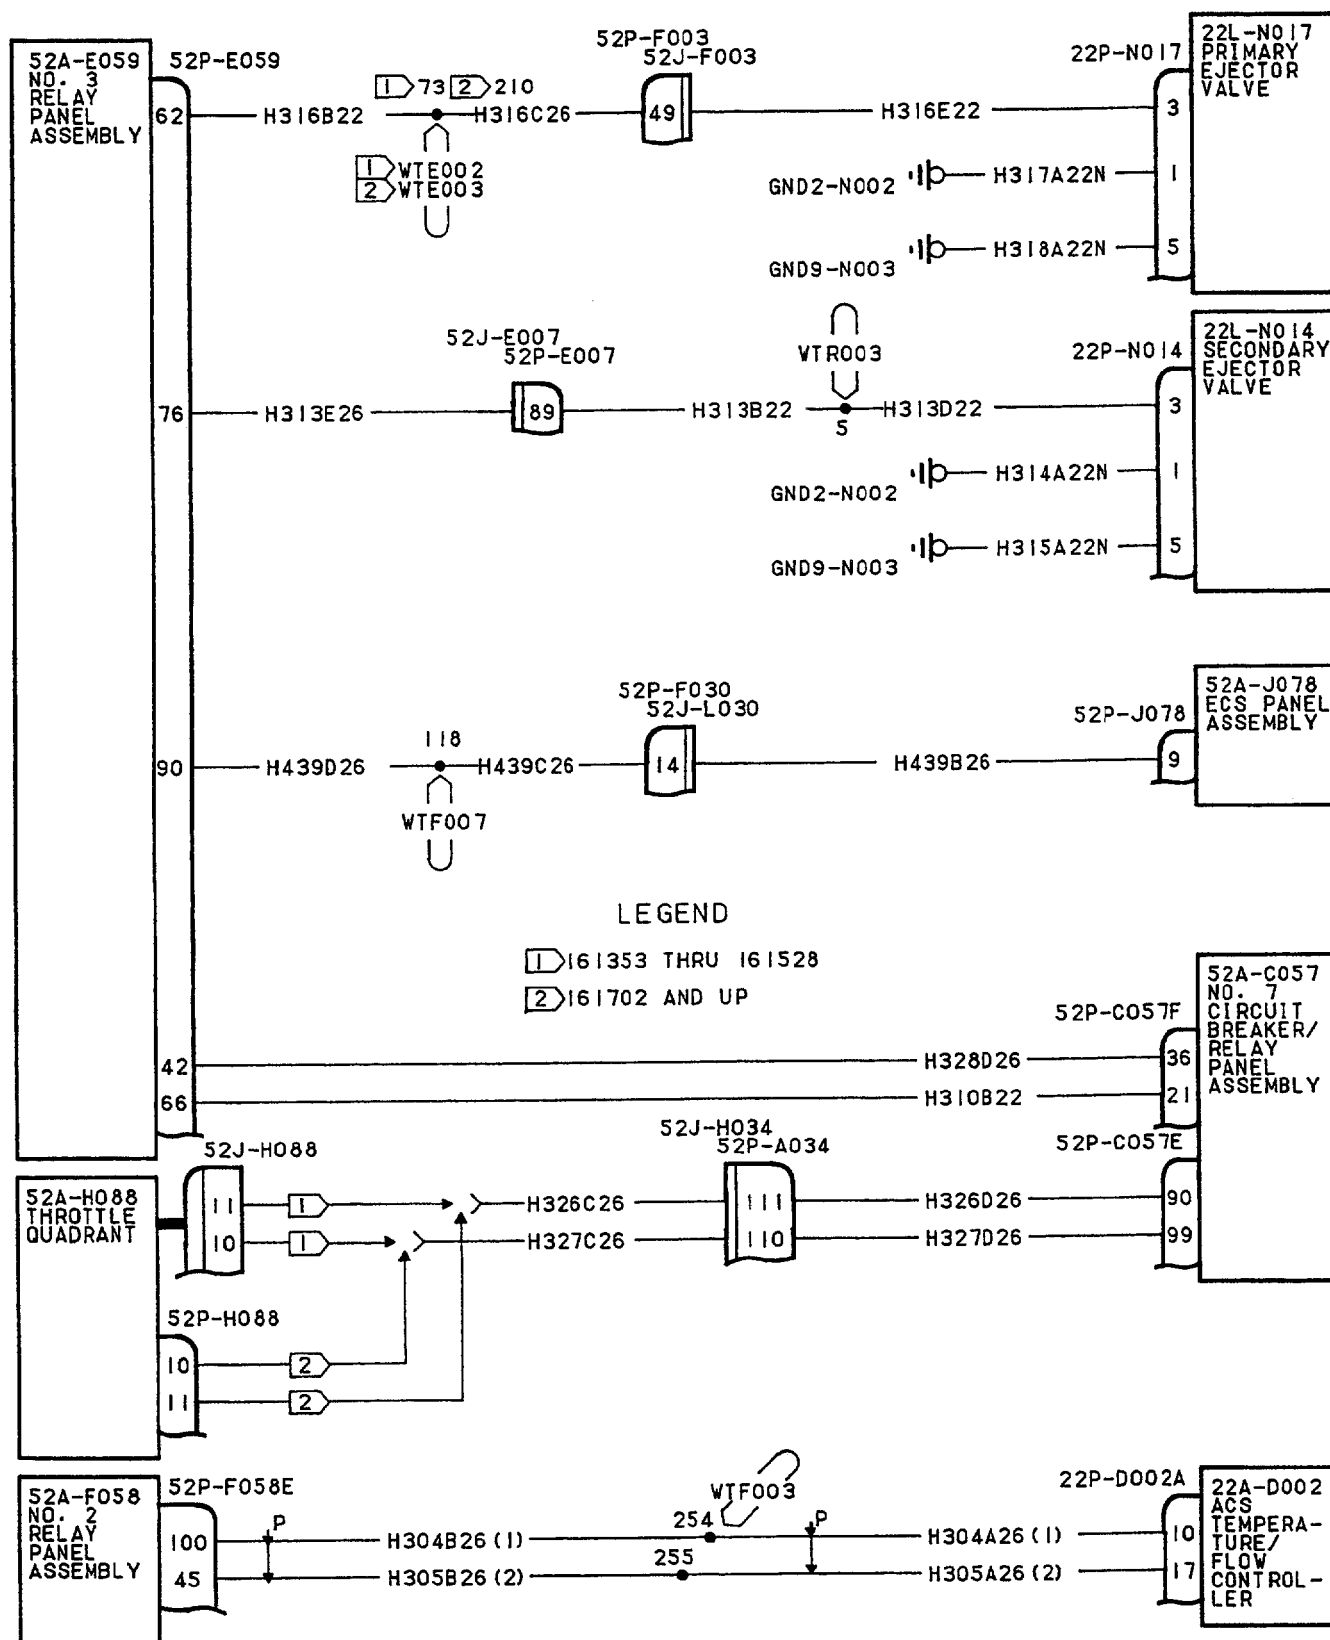 52A-E059
NO. 3
RELAY
PANEL
ASSEMBLY
52P-E059
62
H316B22
1 73 2 210
H316C26
1 WTE002
2 WTE003
52P-F003
52J-F003
49
H316E22
22P-N017
3
22L-N017
PRIMARY
EJECTOR
VALVE
GND2-N002
H317A22N
1
GND9-N003
H318A22N
5
76
H313E26
52J-E007
52P-E007
89
H313B22
WTR003
5
H313D22
22P-N014
3
22L-N014
SECONDARY
EJECTOR
VALVE
GND2-N002
H314A22N
1
GND9-N003
H315A22N
5
90
H439D26
118
H439C26
WTF007
52P-F030
52J-L030
14
H439B26
52P-J078
9
52A-J078
ECS PANEL
ASSEMBLY
LEGEND
1 161353 THRU 161528
2 161702 AND UP
42
H328D26
52P-C057F
36
66
H310B22
21
52A-C057
NO. 7
CIRCUIT
BREAKER/
RELAY
PANEL
ASSEMBLY
52A-H088
THROTTLE
QUADRANT
52J-H088
11
1
H326C26
52J-H034
52P-A034
111
H326D26
52P-C057E
90
10
1
H327C26
110
H327D26
99
52P-H088
10
2
11
2
52A-F058
NO. 2
RELAY
PANEL
ASSEMBLY
52P-F058E
100
P
H304B26(1)
254
WTF003
P
H304A26(1)
22P-D002A
10
45
H305B26(2)
255
H305A26(2)
17
22A-D002
ACS
TEMPERA-
TURE/
FLOW
CONTROL-
LER